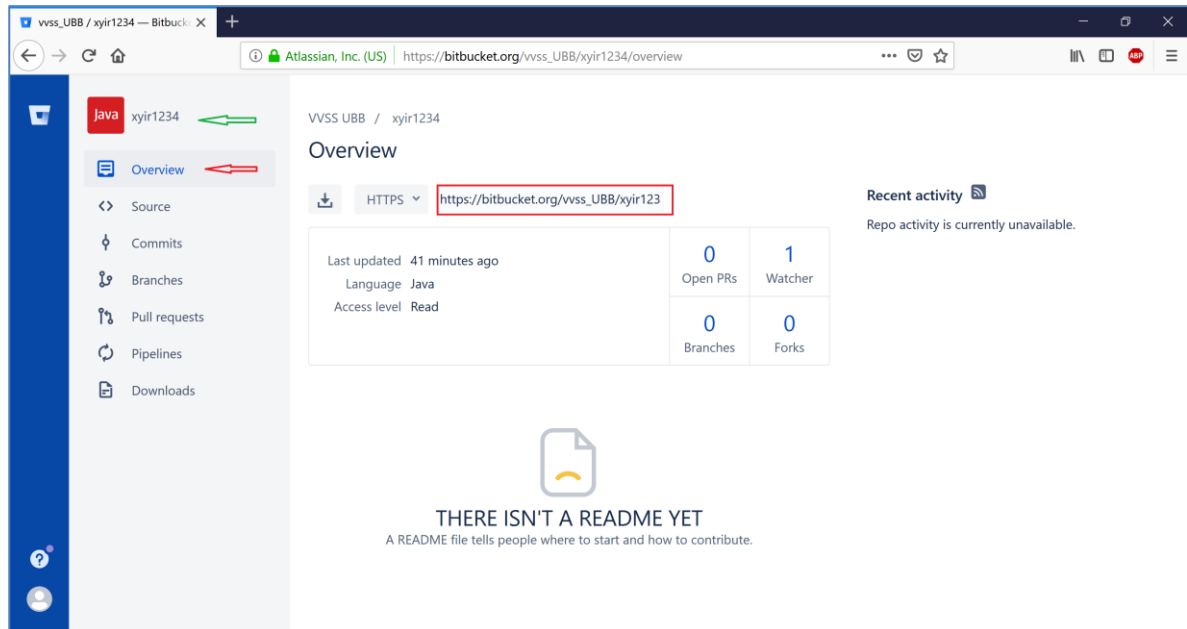 vvss_UBB / xyir1234 — Bitbuck
Atlassian, Inc. (US) https://bitbucket.org/vvss_UBB/xyir1234/overview
ABP
Java xyir1234
VVSS UBB / xyir1234
Overview
Overview
Source
Commits
Branches
Pull requests
Pipelines
Downloads
HTTPS https://bitbucket.org/vvss_UBB/xyir123
Last updated 41 minutes ago
Language Java
Access level Read
0 Open PRs
1 Watcher
0 Branches
0 Forks
Recent activity
Repo activity is currently unavailable.
THERE ISN'T A README YET
A README file tells people where to start and how to contribute.